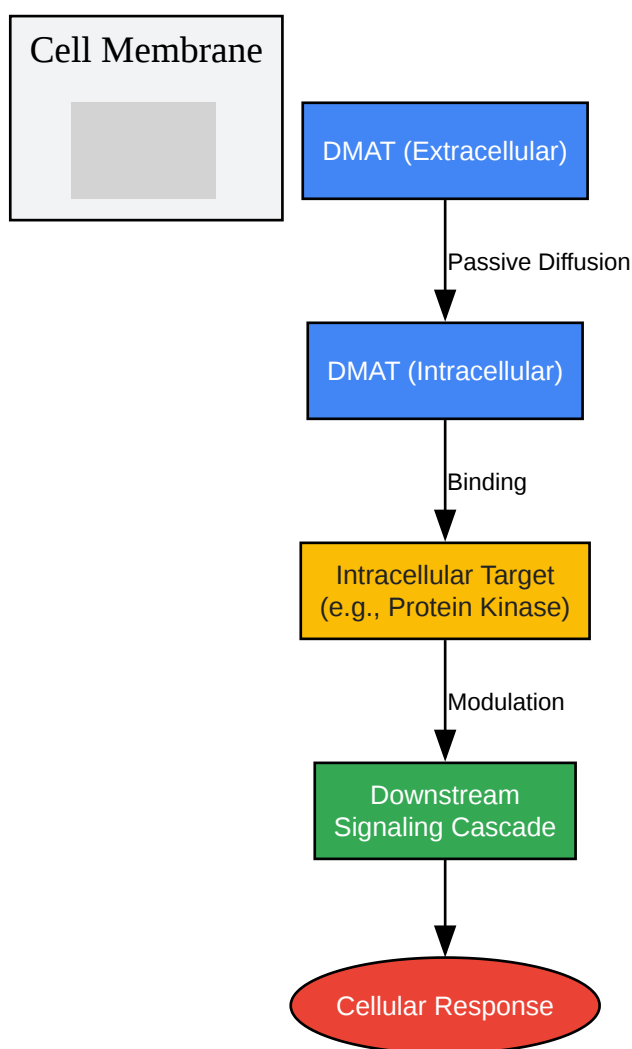 Cell Membrane
DMAT (Extracellular)
Passive Diffusion
DMAT (Intracellular)
Binding
Intracellular Target
(e.g., Protein Kinase)
Modulation
Downstream
Signaling Cascade
Cellular Response